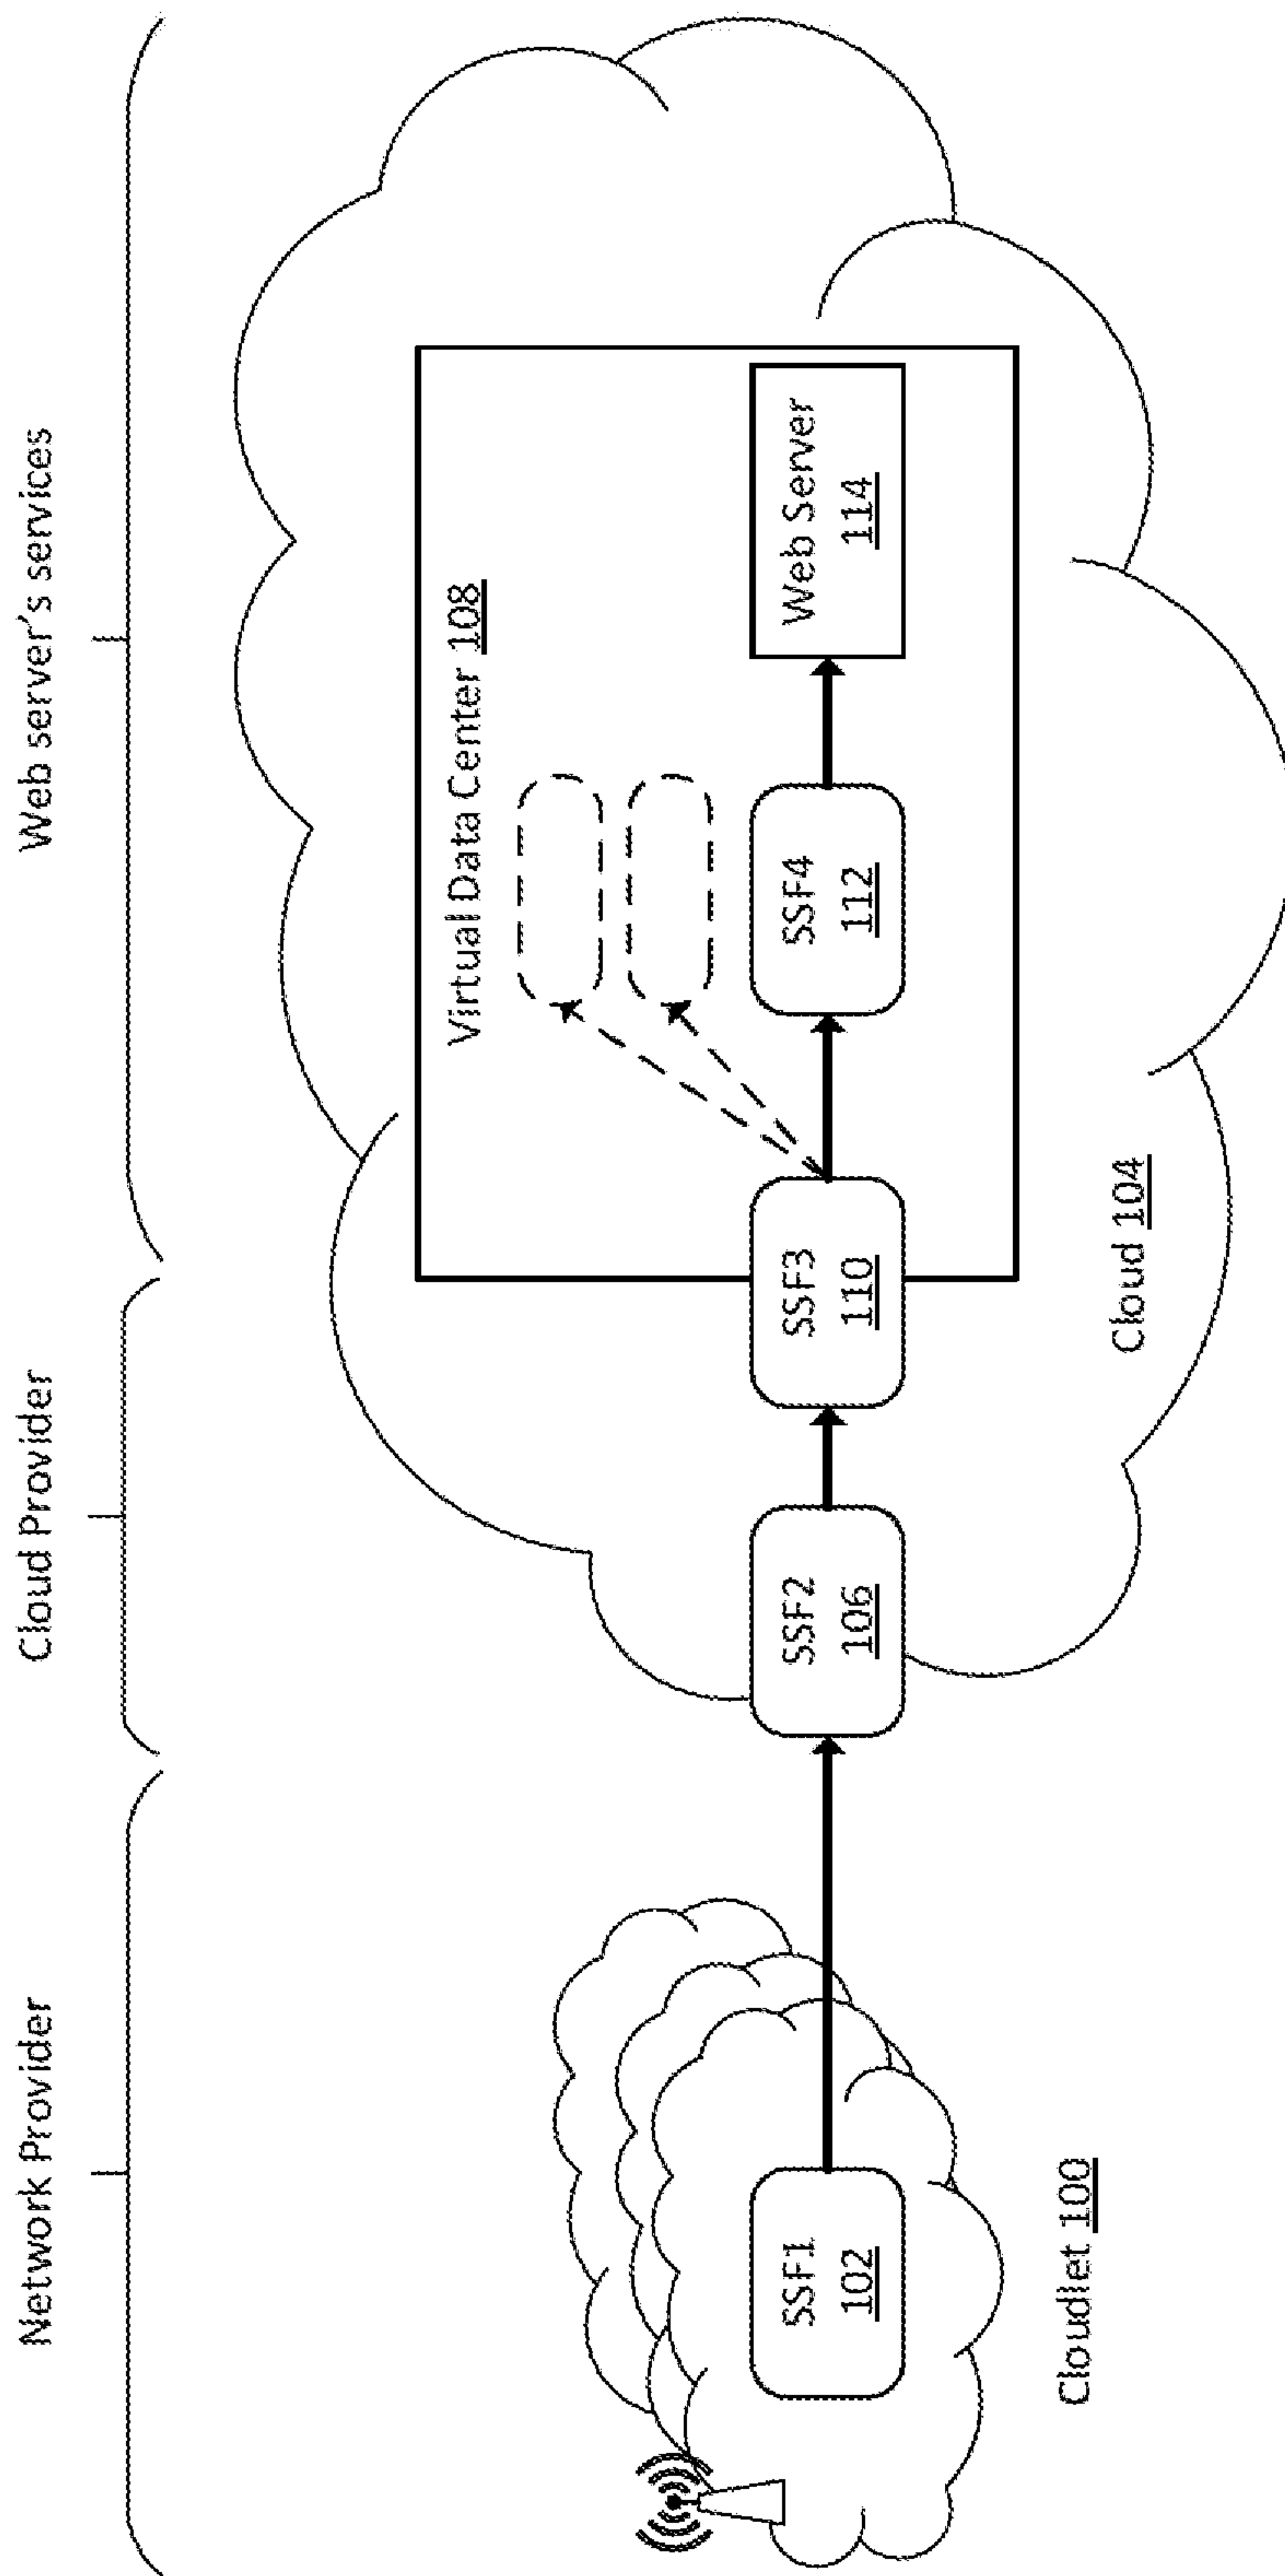 Network Provider
Cloud Provider
Web server's services
Virtual Data Center 108
SSF1
102
SSF2
106
SSF3
110
SSF4
112
Web Server
114
Cloudlet 100
Cloud 104